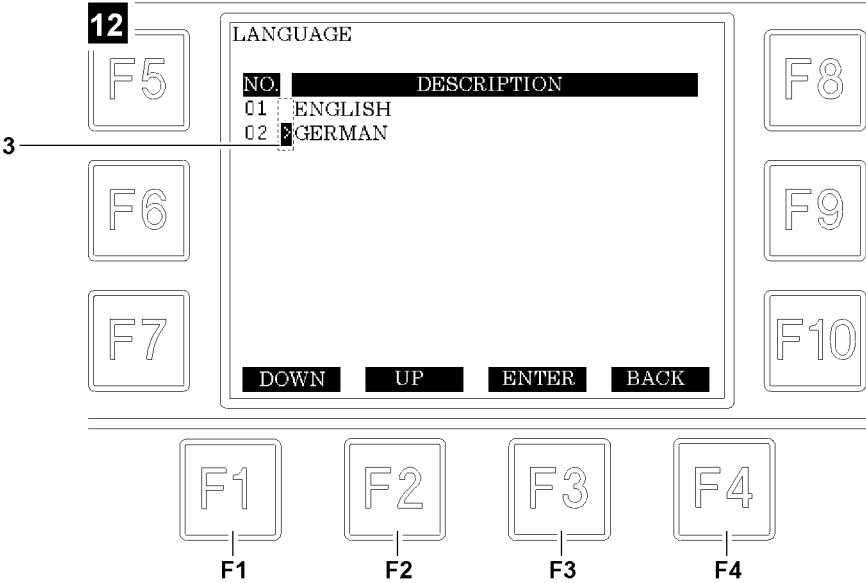 12
F5
F6
F7
LANGUAGE
NO. DESCRIPTION
01 ENGLISH
02 >GERMAN
3
DOWN UP ENTER BACK
F8
F9
F10
F1 F2 F3 F4
F1 F2 F3 F4